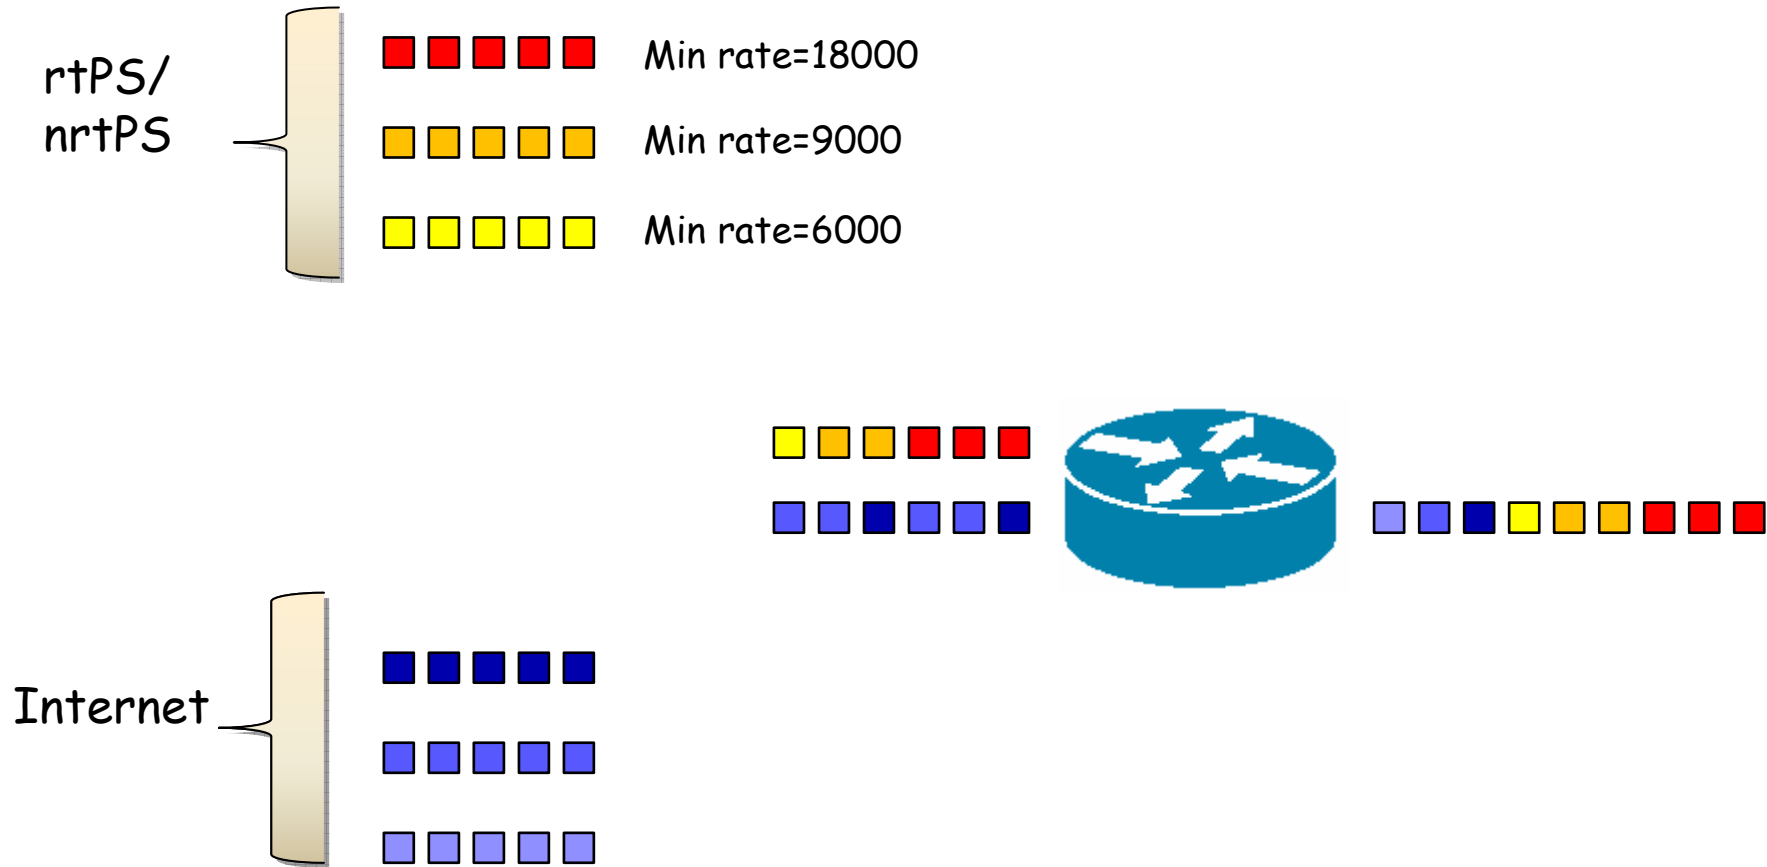 rtPS/
nrtPS
Min rate=18000
Min rate=9000
Min rate=6000
Internet